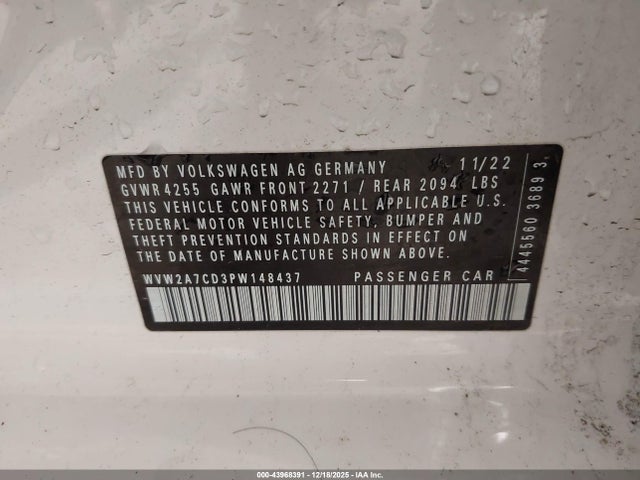 MFD BY VOLKSWAGEN AG GERMANY 11/22
GVWR 4255 GAWR FRONT 2271 / REAR 2094 LBS
THIS VEHICLE CONFORMS TO ALL APPLICABLE U.S.
FEDERAL MOTOR VEHICLE SAFETY, BUMPER AND
THEFT PREVENTION STANDARDS IN EFFECT ON THE
DATE OF MANUFACTURE SHOWN ABOVE.
WVW2A7CD3PW148437 PASSENGER CAR
4445560 3689 3.
000-43968391 - 12/18/2025 - IAA Inc.